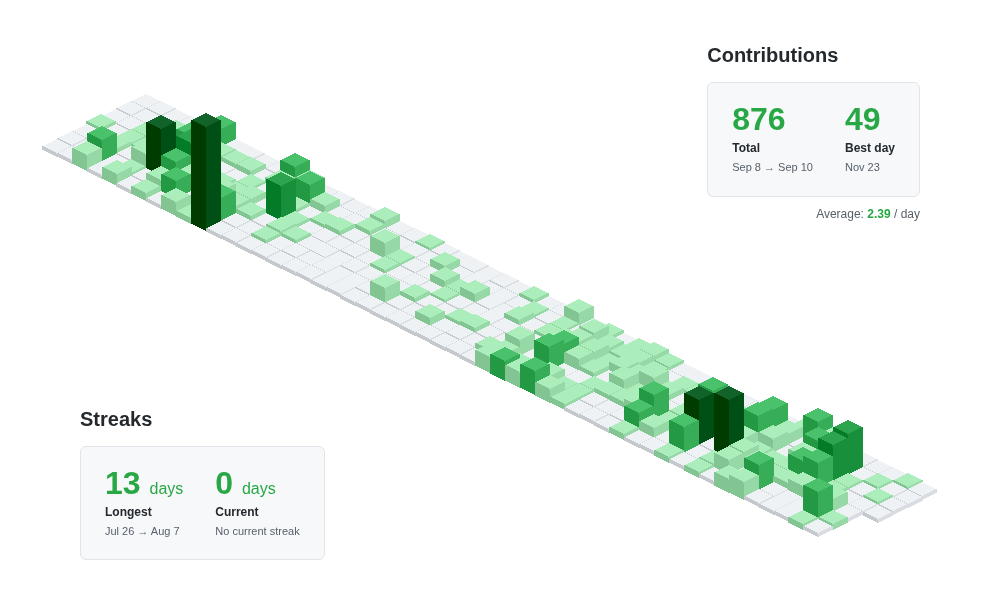 Contributions
876 49
Total Best day
Sep 8 → Sep 10 Nov 23
Average: 2.39 / day
Streaks
13 days 0 days
Longest Current
Jul 26 → Aug 7 No current streak